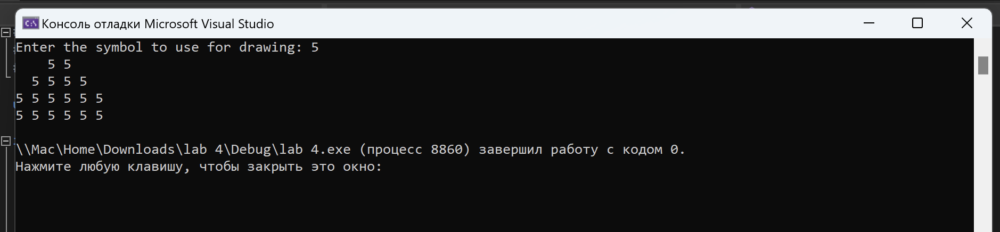 Консоль отладки Microsoft Visual Studio
Enter the symbol to use for drawing: 5
    5 5
  5 5 5 5
5 5 5 5 5 5
5 5 5 5 5 5
\\Mac\Home\Downloads\lab 4\Debug\lab 4.exe (процесс 8860) завершил работу с кодом 0.
Нажмите любую клавишу, чтобы закрыть это окно: